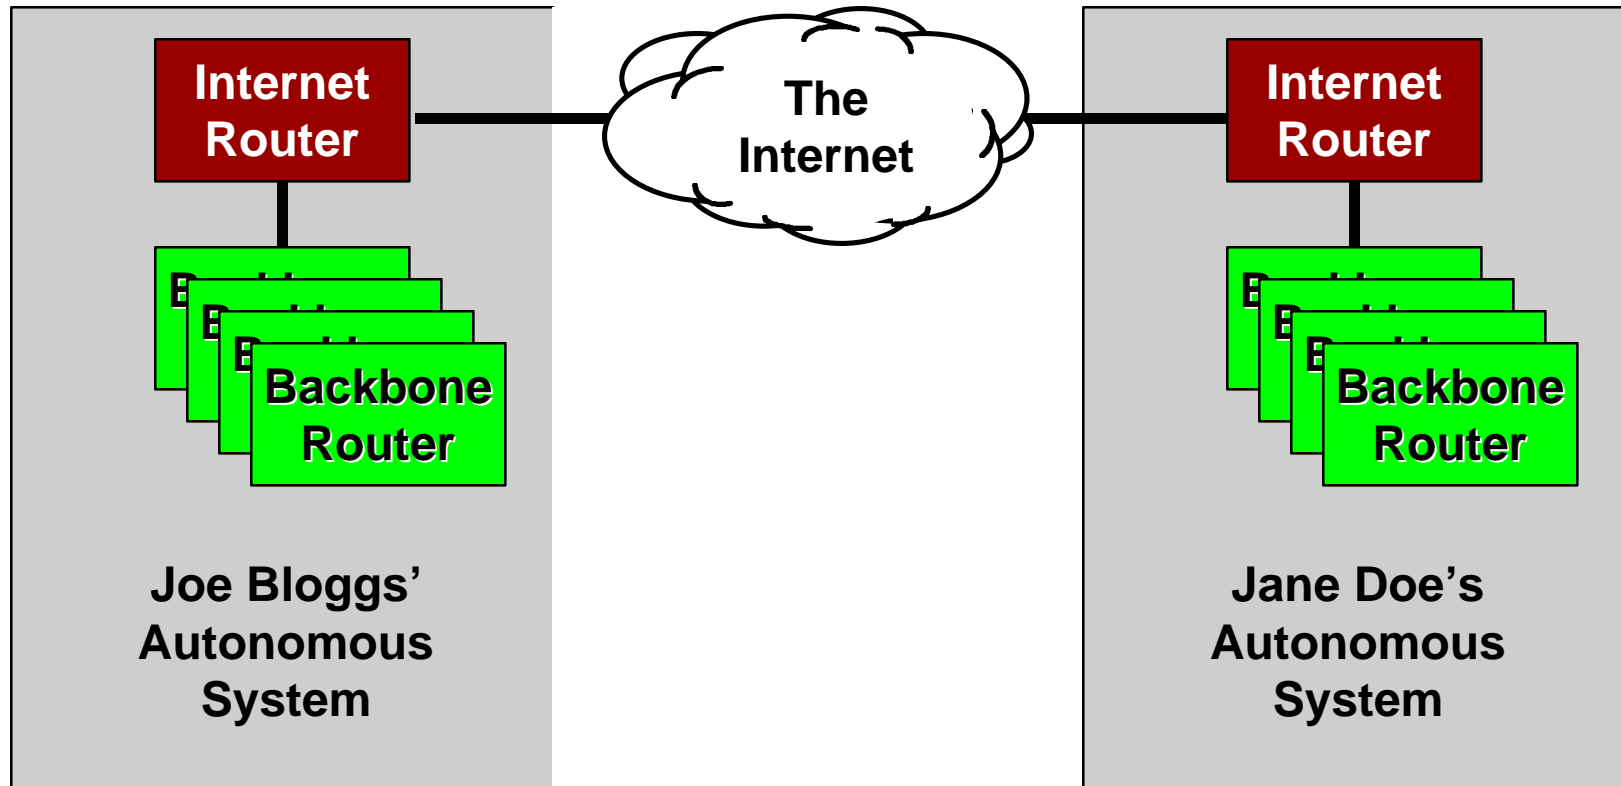 Internet
Router
The
Internet
Internet
Router
Backbone
Router
Backbone
Router
Joe Bloggs’
Autonomous
System
Jane Doe’s
Autonomous
System